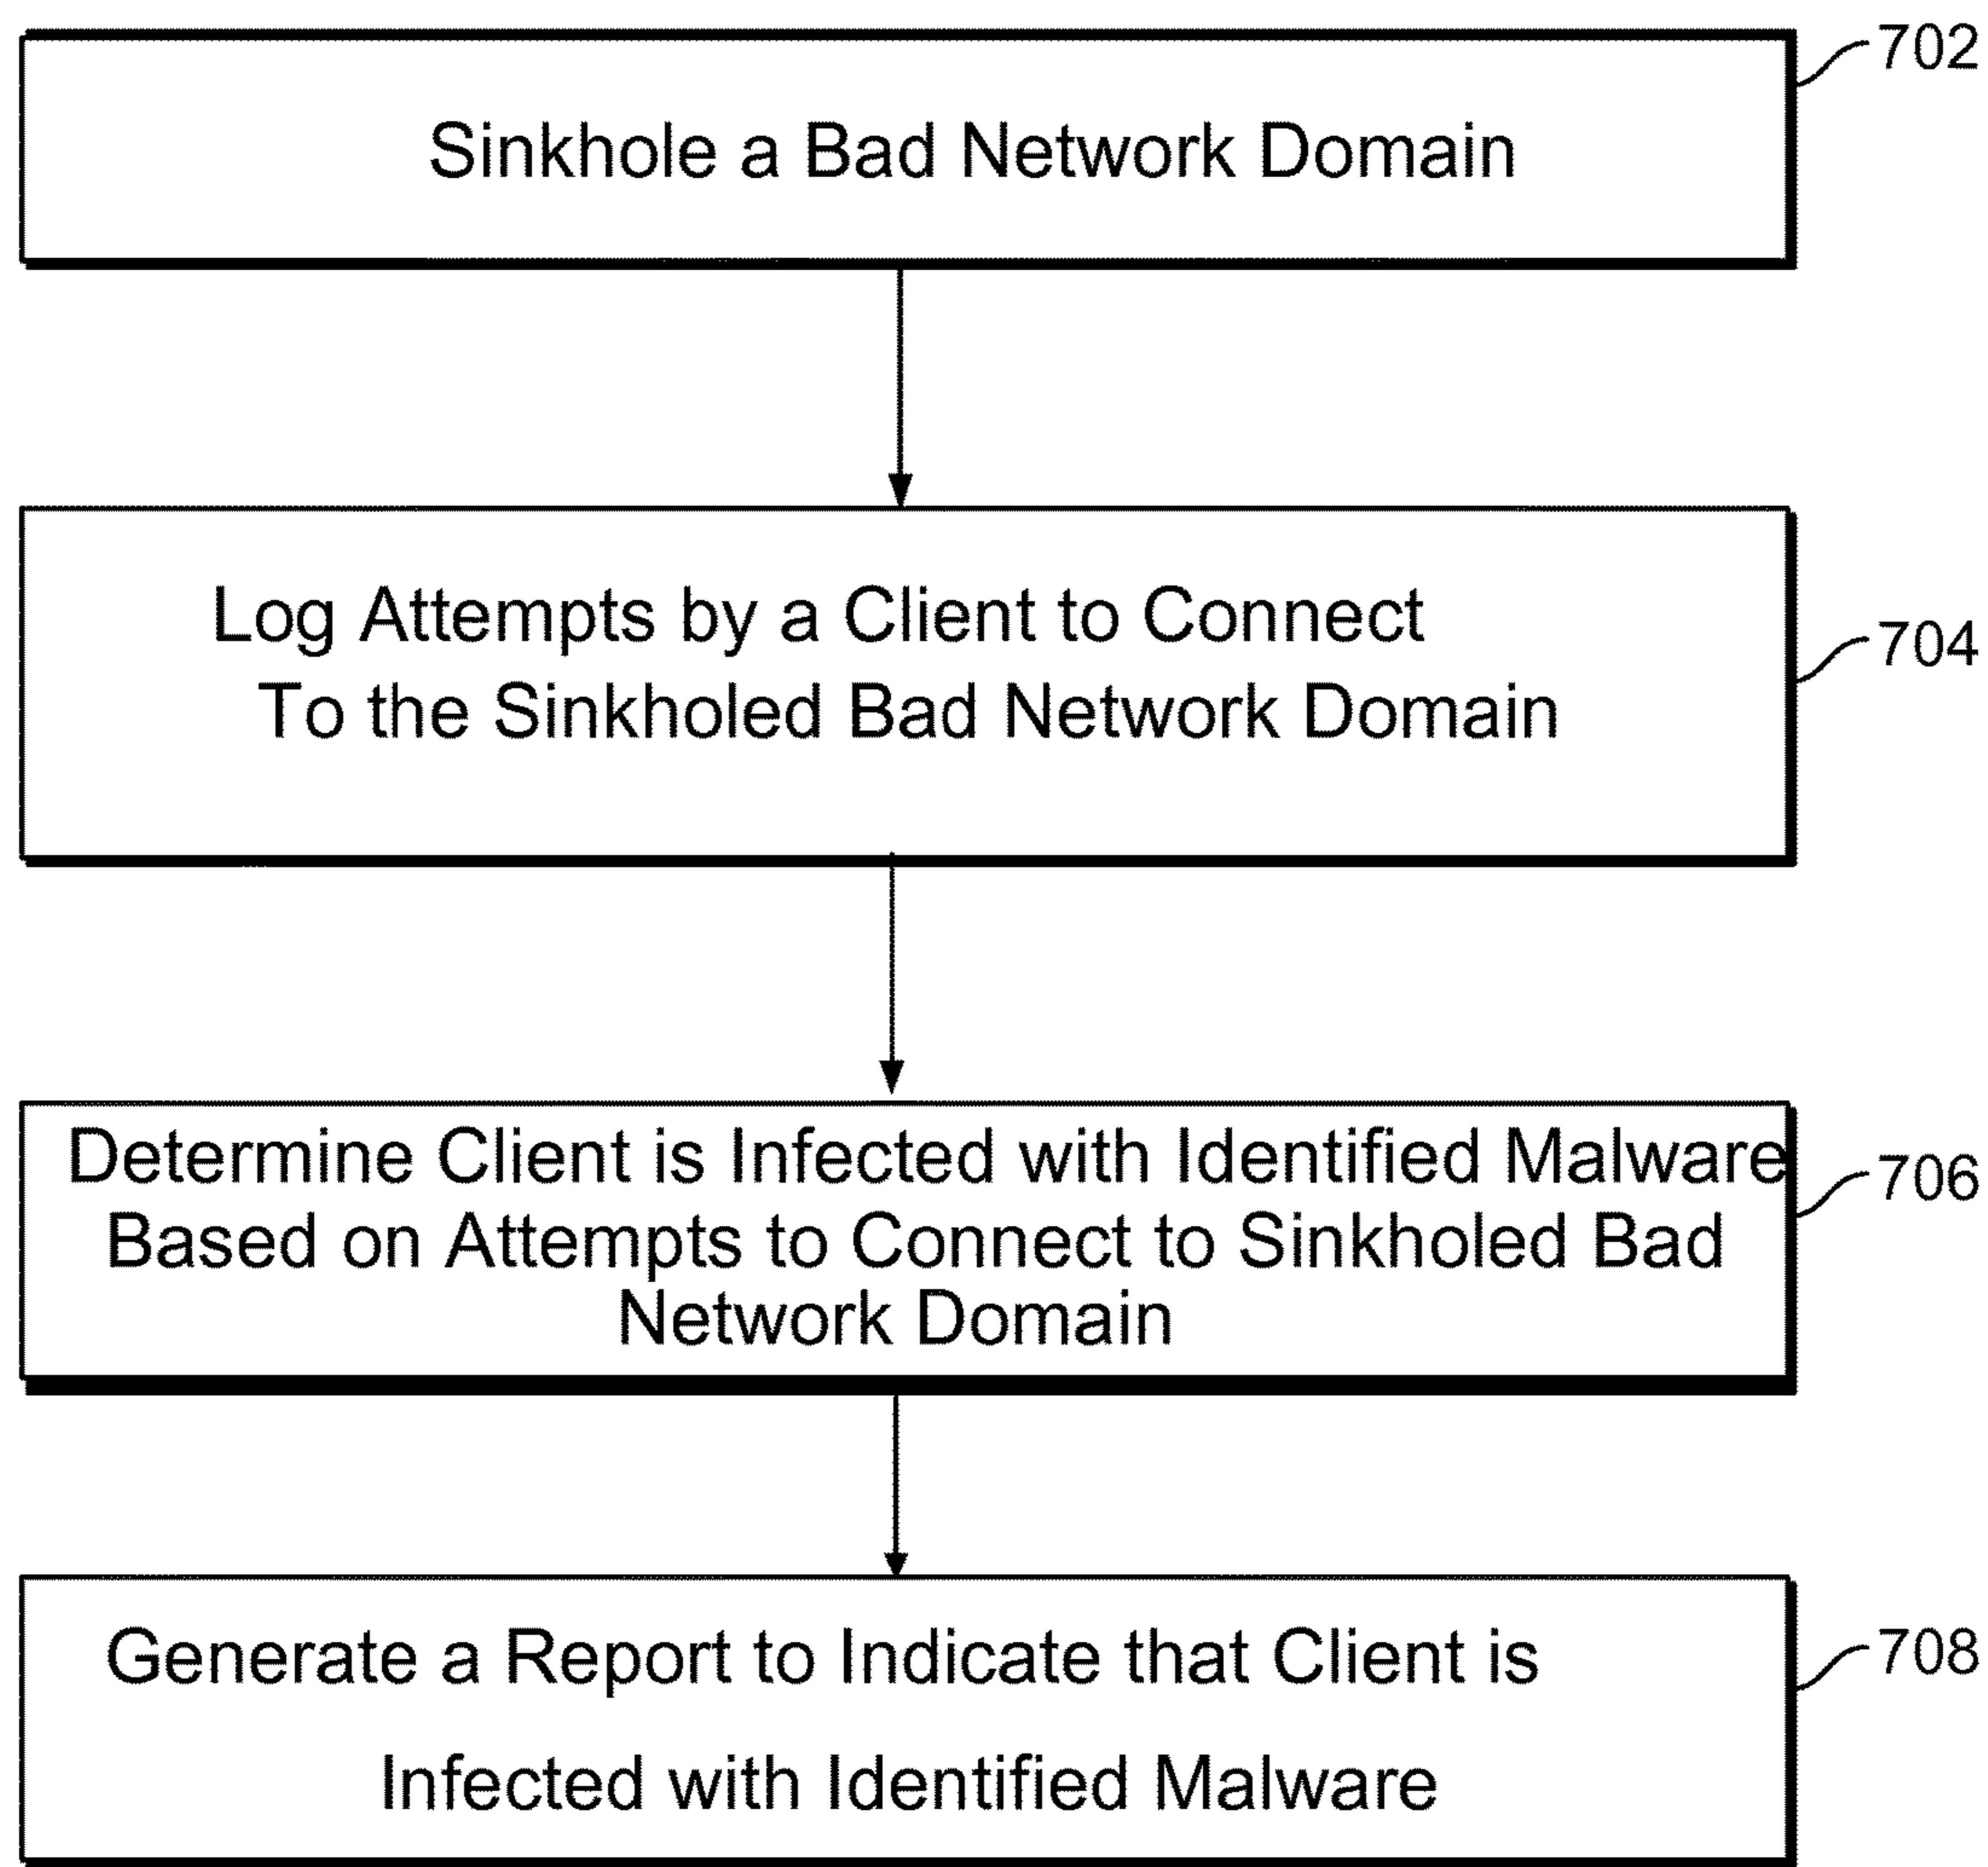 702
Sinkhole a Bad Network Domain
Log Attempts by a Client to Connect
To the Sinkholed Bad Network Domain
704
Determine Client is Infected with Identified Malware
Based on Attempts to Connect to Sinkholed Bad
Network Domain
706
Generate a Report to Indicate that Client is
Infected with Identified Malware
708